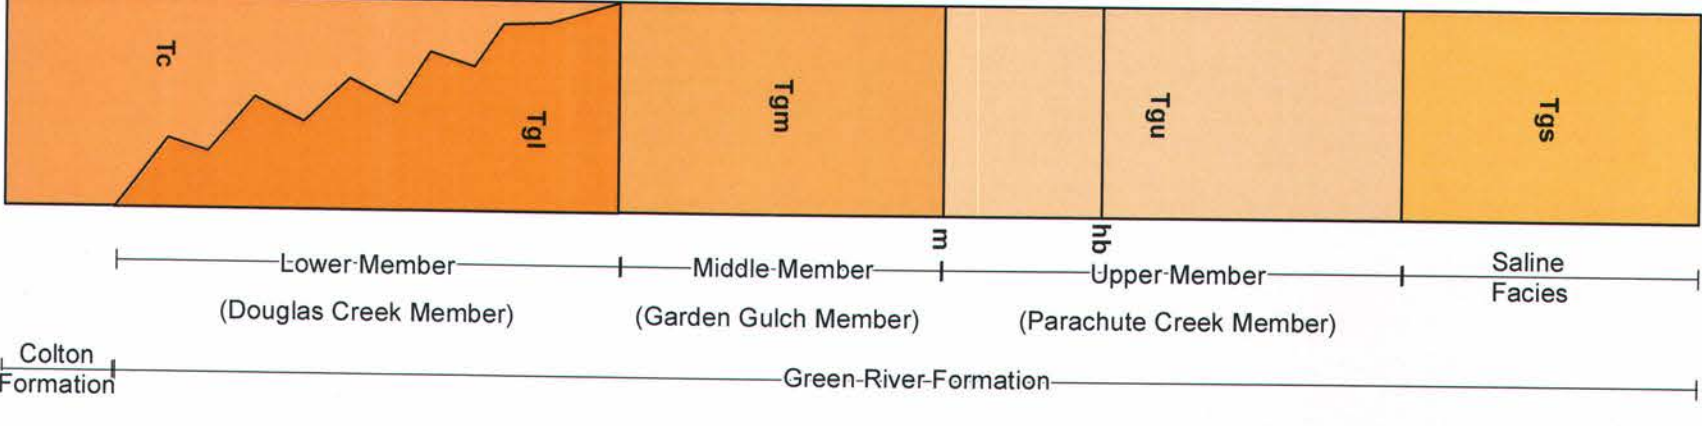 Tc
Tgl
Tgm
Tgu
Tgs
m
hb
Lower Member
(Douglas Creek Member)
Middle Member
(Garden Gulch Member)
Upper Member
(Parachute Creek Member)
Saline
Facies
Colton
Formation
Green River Formation